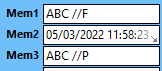 Mem1 ABC //F
Mem2 05/03/2022 11:58:23
Mem3 ABC //P